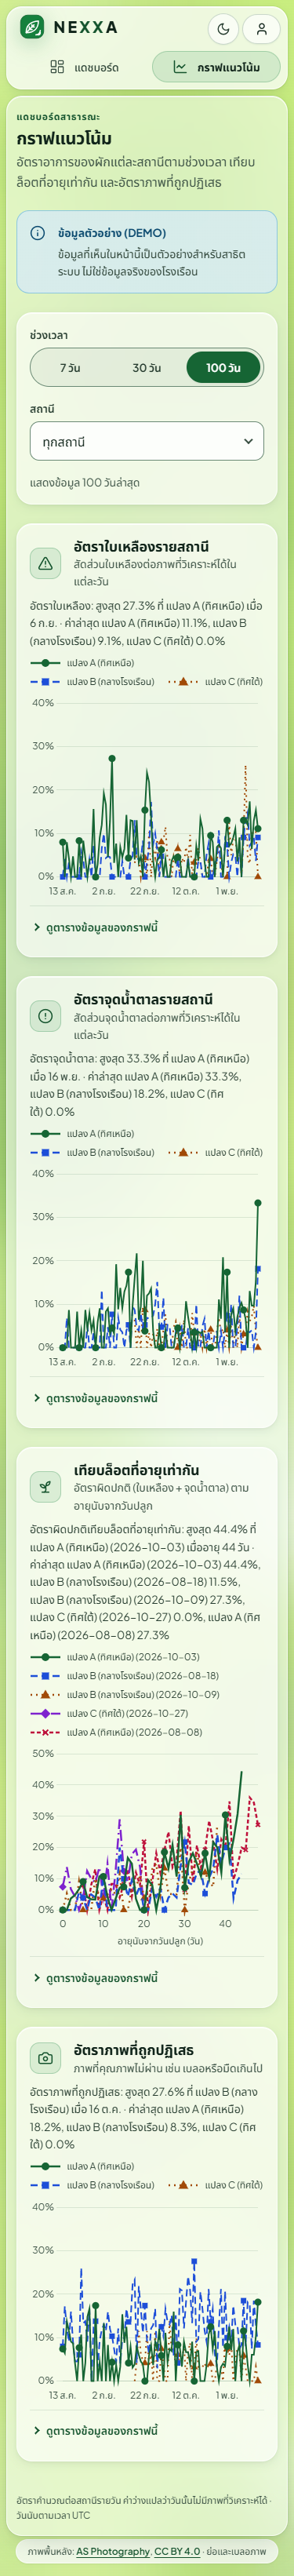 NEXXA
แดชบอร์ด
กราฟแนวโน้ม
แดชบอร์ดสาธารณะ
กราฟแนวโน้ม
อัตราอาการของผักแต่ละสถานีตามช่วงเวลา เทียบ
ล็อตที่อายุเท่ากัน และอัตราภาพที่ถูกปฏิเสธ
ข้อมูลตัวอย่าง (DEMO)
ข้อมูลที่เห็นในหน้านี้เป็นตัวอย่างสำหรับสาธิต
ระบบ ไม่ใช่ข้อมูลจริงของโรงเรือน
ช่วงเวลา
7 วัน
30 วัน
100 วัน
สถานี
ทุกสถานี
แสดงข้อมูล 100 วันล่าสุด
อัตราใบเหลืองรายสถานี
สัดส่วนใบเหลืองต่อภาพที่วิเคราะห์ได้ใน
แต่ละวัน
อัตราใบเหลือง: สูงสุด 27.3% ที่ แปลง A (ทิศเหนือ) เมื่อ
6 ก.ย. · ค่าล่าสุด แปลง A (ทิศเหนือ) 11.1%, แปลง B
(กลางโรงเรือน) 9.1%, แปลง C (ทิศใต้) 0.0%
แปลง A (ทิศเหนือ)
แปลง B (กลางโรงเรือน)
แปลง C (ทิศใต้)
40%
30%
20%
10%
0%
13 ส.ค.
2 ก.ย.
22 ก.ย.
12 ต.ค.
1 พ.ย.
ดูตารางข้อมูลของกราฟนี้
อัตราจุดน้ำตาลรายสถานี
สัดส่วนจุดน้ำตาลต่อภาพที่วิเคราะห์ได้ใน
แต่ละวัน
อัตราจุดน้ำตาล: สูงสุด 33.3% ที่ แปลง A (ทิศเหนือ)
เมื่อ 16 พ.ย. · ค่าล่าสุด แปลง A (ทิศเหนือ) 33.3%,
แปลง B (กลางโรงเรือน) 18.2%, แปลง C (ทิศ
ใต้) 0.0%
แปลง A (ทิศเหนือ)
แปลง B (กลางโรงเรือน)
แปลง C (ทิศใต้)
40%
30%
20%
10%
0%
13 ส.ค.
2 ก.ย.
22 ก.ย.
12 ต.ค.
1 พ.ย.
ดูตารางข้อมูลของกราฟนี้
เทียบล็อตที่อายุเท่ากัน
อัตราผิดปกติ (ใบเหลือง + จุดน้ำตาล) ตาม
อายุนับจากวันปลูก
อัตราผิดปกติเทียบล็อตที่อายุเท่ากัน: สูงสุด 44.4% ที่
แปลง A (ทิศเหนือ) (2026-10-03) เมื่ออายุ 44 วัน ·
ค่าล่าสุด แปลง A (ทิศเหนือ) (2026-10-03) 44.4%,
แปลง B (กลางโรงเรือน) (2026-08-18) 11.5%,
แปลง B (กลางโรงเรือน) (2026-10-09) 27.3%,
แปลง C (ทิศใต้) (2026-10-27) 0.0%, แปลง A (ทิศ
เหนือ) (2026-08-08) 27.3%
แปลง A (ทิศเหนือ) (2026-10-03)
แปลง B (กลางโรงเรือน) (2026-08-18)
แปลง B (กลางโรงเรือน) (2026-10-09)
แปลง C (ทิศใต้) (2026-10-27)
แปลง A (ทิศเหนือ) (2026-08-08)
50%
40%
30%
20%
10%
0%
0
10
20
30
40
อายุนับจากวันปลูก (วัน)
ดูตารางข้อมูลของกราฟนี้
อัตราภาพที่ถูกปฏิเสธ
ภาพที่คุณภาพไม่ผ่าน เช่น เบลอหรือมืดเกินไป
อัตราภาพที่ถูกปฏิเสธ: สูงสุด 27.6% ที่ แปลง B (กลาง
โรงเรือน) เมื่อ 16 ต.ค. · ค่าล่าสุด แปลง A (ทิศเหนือ)
18.2%, แปลง B (กลางโรงเรือน) 8.3%, แปลง C (ทิศ
ใต้) 0.0%
แปลง A (ทิศเหนือ)
แปลง B (กลางโรงเรือน)
แปลง C (ทิศใต้)
40%
30%
20%
10%
0%
13 ส.ค.
2 ก.ย.
22 ก.ย.
12 ต.ค.
1 พ.ย.
ดูตารางข้อมูลของกราฟนี้
อัตราคำนวณต่อสถานีรายวัน ค่าว่างแปลว่าวันนั้นไม่มีภาพที่วิเคราะห์ได้ ·
วันนับตามเวลา UTC
ภาพพื้นหลัง: AS Photography, CC BY 4.0 · ย่อและเบลอภาพ